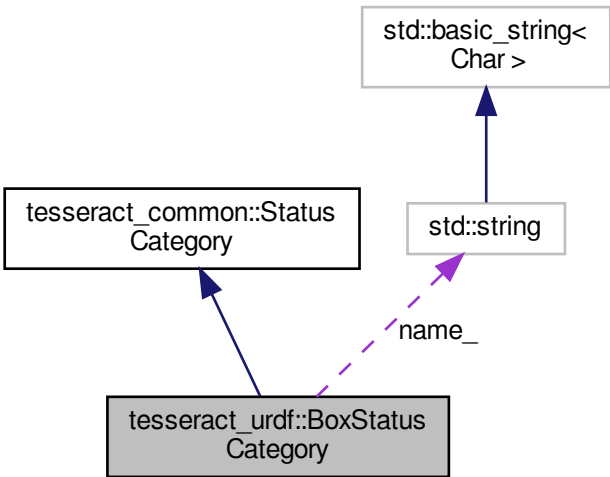 std::basic_string<
Char >
tesseract_common::Status
Category
std::string
name_
tesseract_urdf::BoxStatus
Category